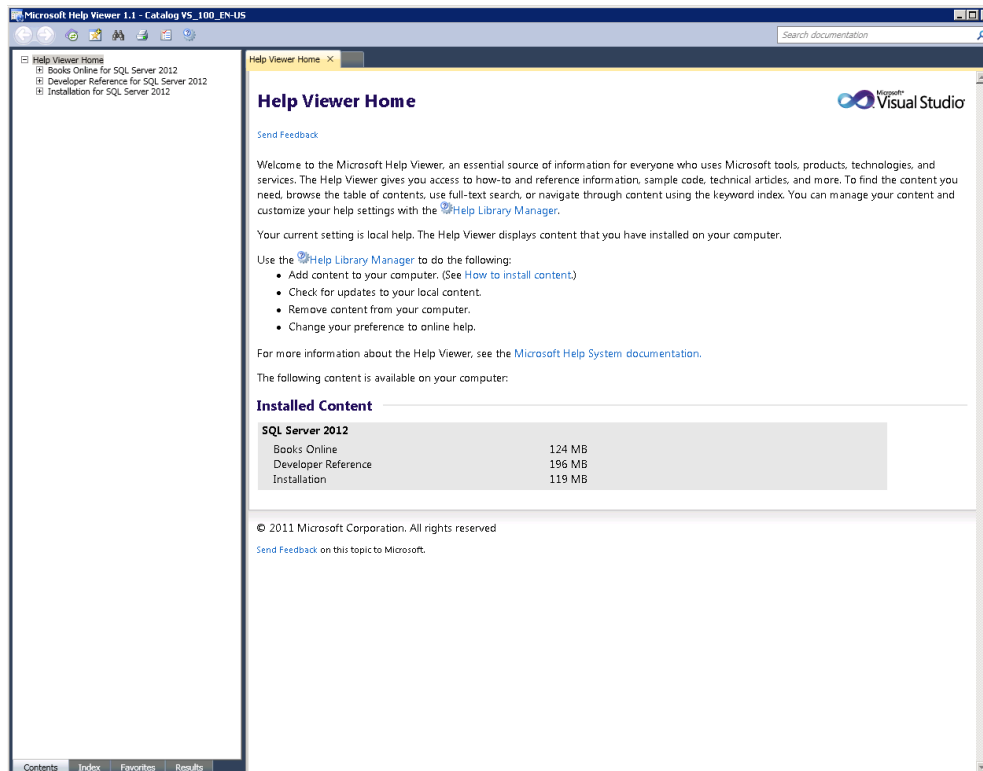 Microsoft Help Viewer 1.1 - Catalog VS_100_EN-US
Search documentation
Help Viewer Home
Books Online for SQL Server 2012
Developer Reference for SQL Server 2012
Installation for SQL Server 2012
Help Viewer Home
Help Viewer Home
Microsoft
Visual Studio
Send Feedback
Welcome to the Microsoft Help Viewer, an essential source of information for everyone who uses Microsoft tools, products, technologies, and
services. The Help Viewer gives you access to how-to and reference information, sample code, technical articles, and more. To find the content you
need, browse the table of contents, use full-text search, or navigate through content using the keyword index. You can manage your content and
customize your help settings with the Help Library Manager.
Your current setting is local help. The Help Viewer displays content that you have installed on your computer.
Use the Help Library Manager to do the following:
• Add content to your computer. (See How to install content.)
• Check for updates to your local content.
• Remove content from your computer.
• Change your preference to online help.
For more information about the Help Viewer, see the Microsoft Help System documentation.
The following content is available on your computer:
Installed Content
SQL Server 2012
Books Online 124 MB
Developer Reference 196 MB
Installation 119 MB
© 2011 Microsoft Corporation. All rights reserved
Send Feedback on this topic to Microsoft.
Contents Index Favorites Results